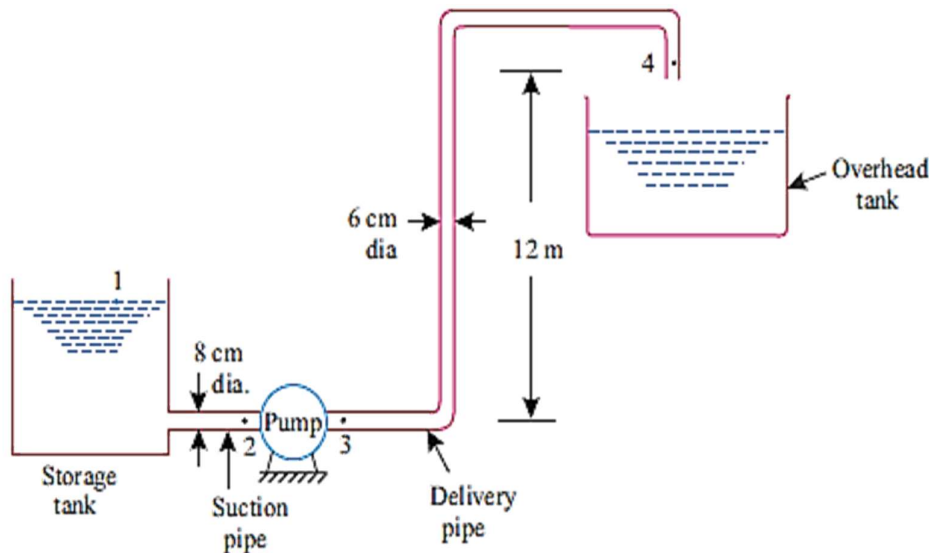 4
Overhead
tank
6 cm
dia
12 m
1
8 cm
dia.
Pump
2
3
Storage
tank
Suction
pipe
Delivery
pipe